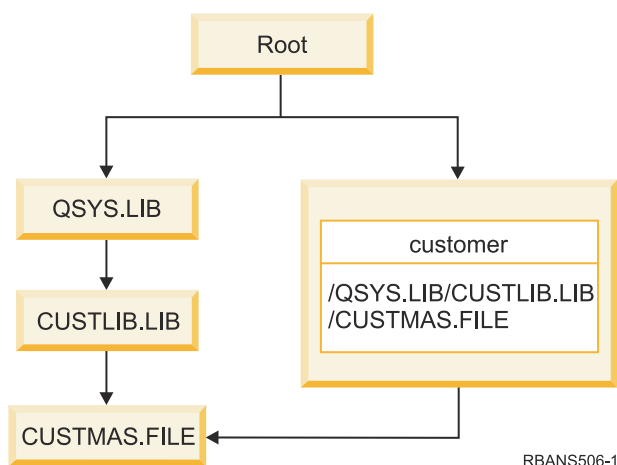 Root
QSYS.LIB
CUSTLIB.LIB
CUSTMAS.FILE
customer
/QSYS.LIB/CUSTLIB.LIB
/CUSTMAS.FILE
RBANS506-1